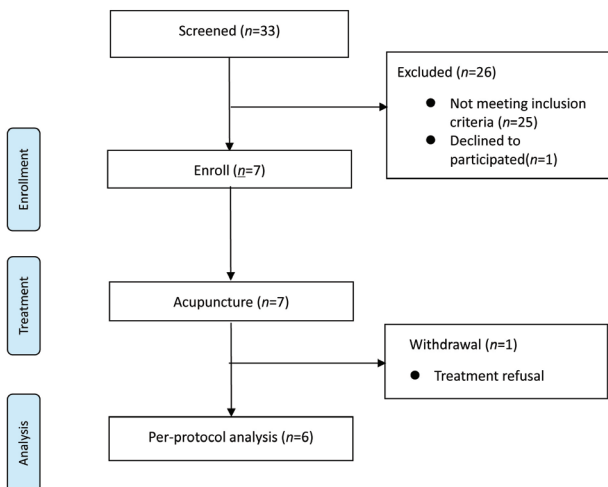 Screened (n=33)
Excluded (n=26)
● Not meeting inclusion
criteria (n=25)
● Declined to
participated(n=1)
Enrollment
Enroll (n=7)
Treatment
Acupuncture (n=7)
Withdrawal (n=1)
● Treatment refusal
Analysis
Per-protocol analysis (n=6)